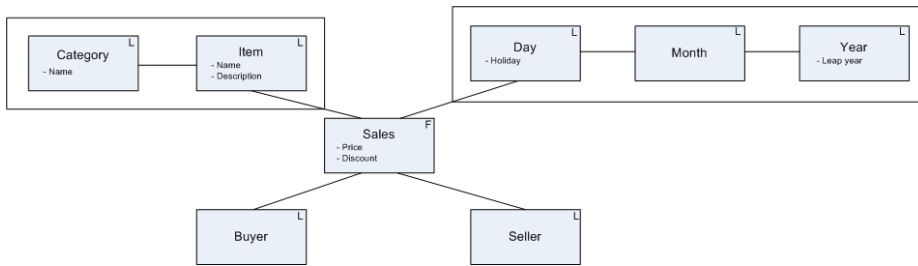 Category
L
- Name
Item
L
- Name
- Description
Day
L
- Holiday
Month
L
Year
L
- Leap year
Sales
F
- Price
- Discount
Buyer
L
Seller
L